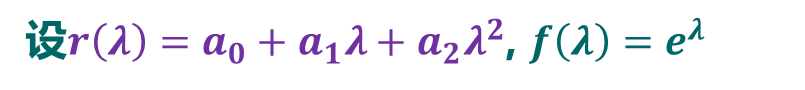 设r(λ) = a₀ + a₁λ + a₂λ², f(λ) = e^λ